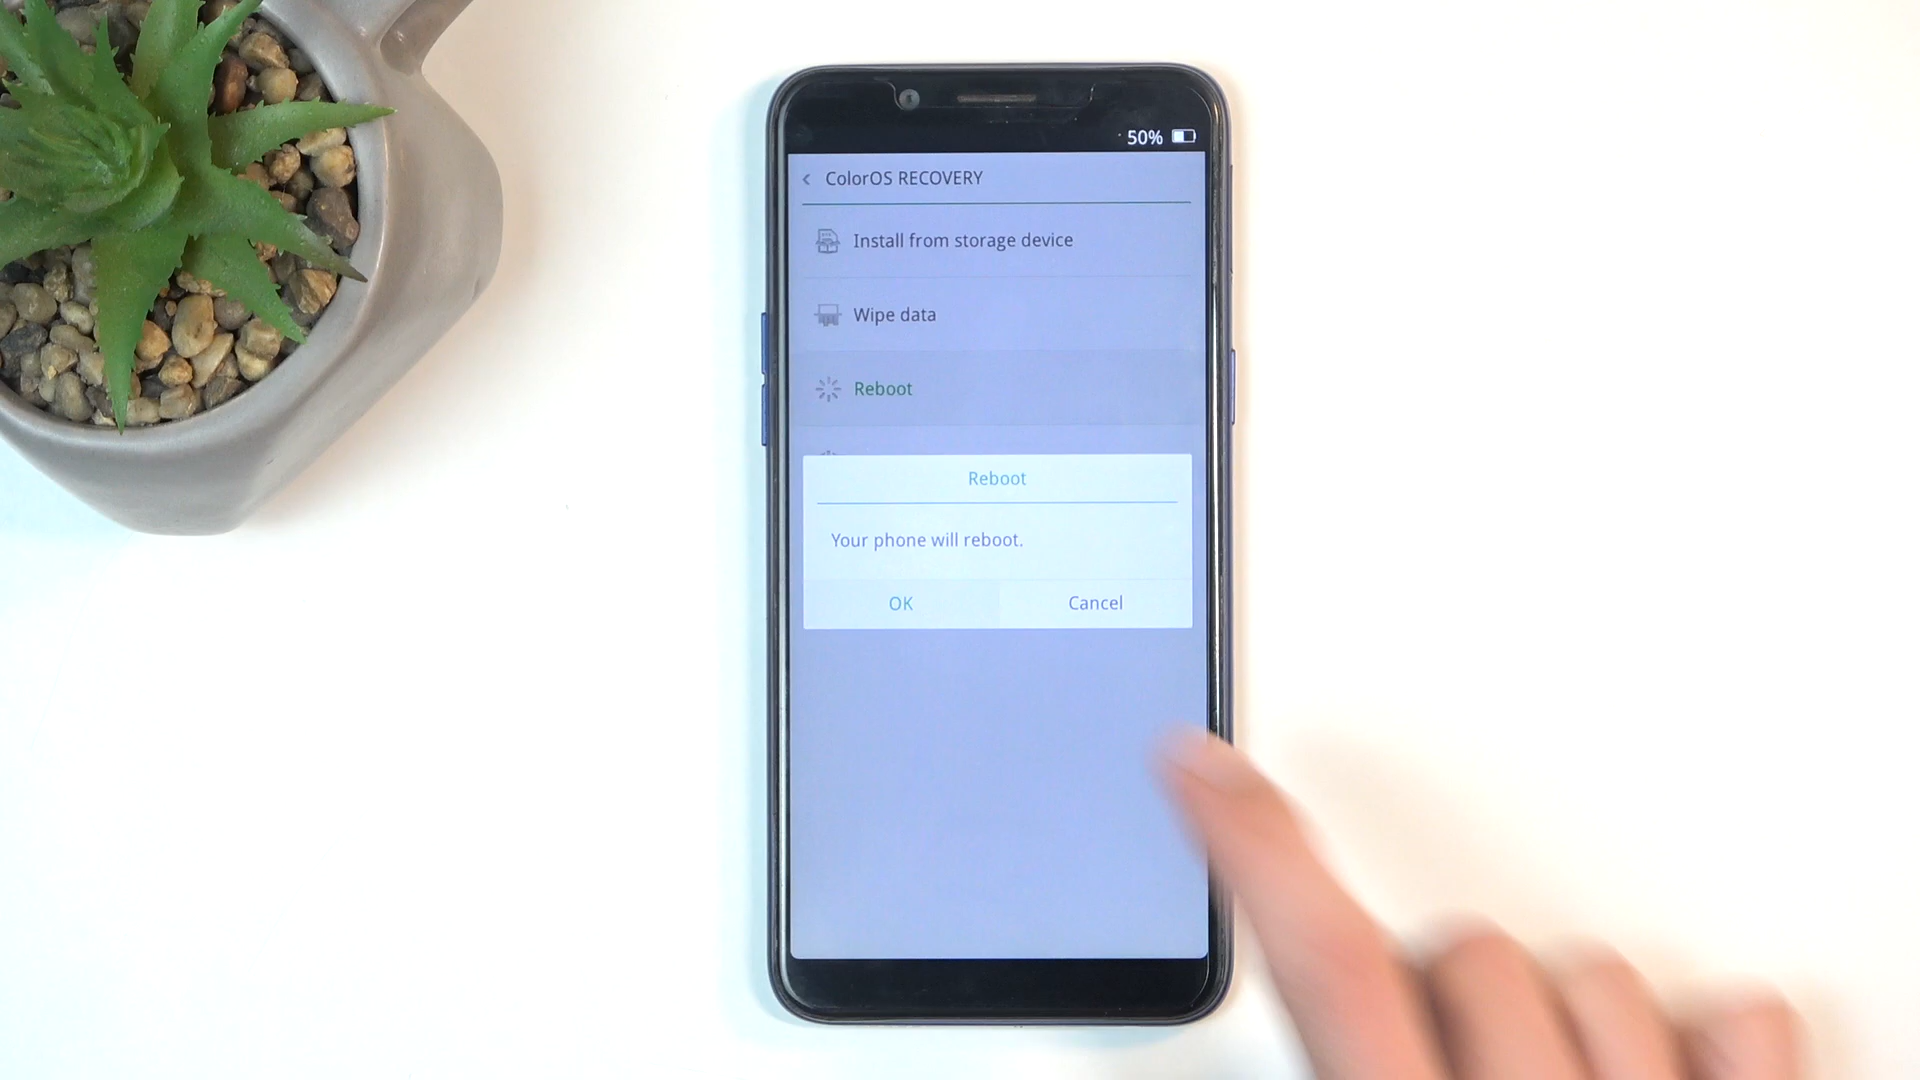 50%
ColorOS RECOVERY
Install from storage device
Wipe data
Reboot
Reboot
Your phone will reboot.
OK
Cancel